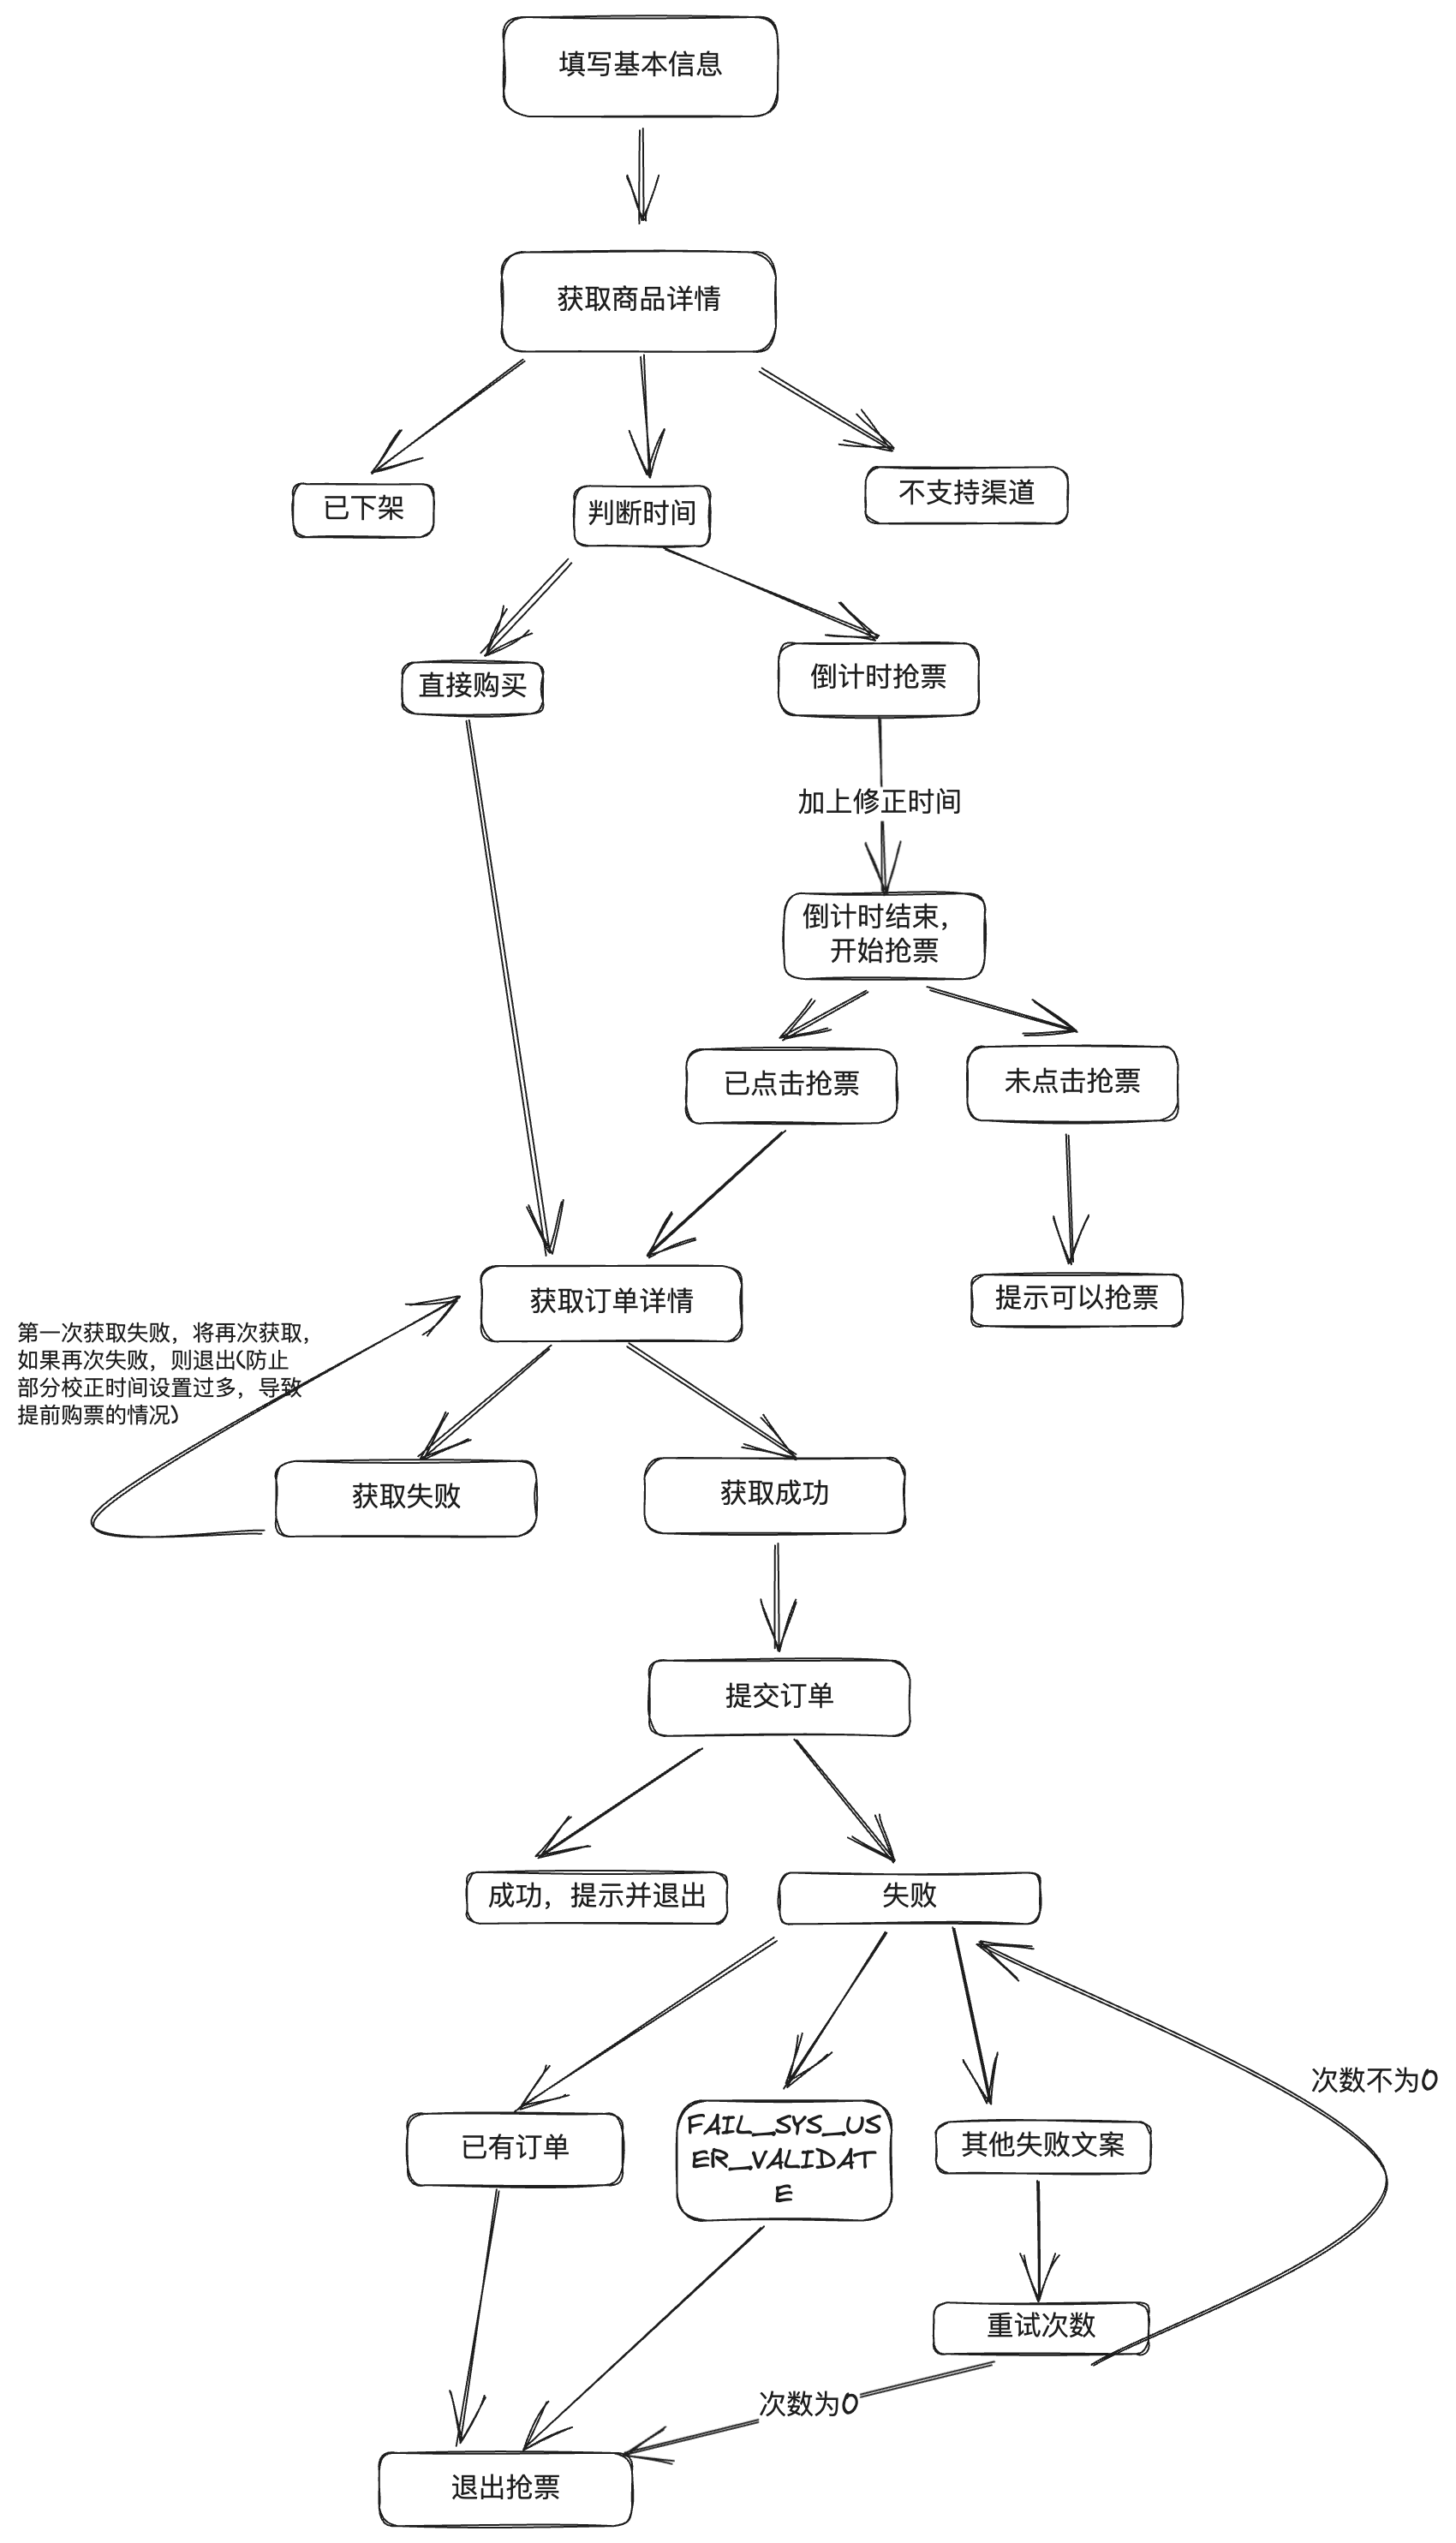 填写基本信息
获取商品详情
已下架
判断时间
不支持渠道
直接购买
倒计时抢票
加上修正时间
倒计时结束，
开始抢票
已点击抢票
未点击抢票
获取订单详情
提示可以抢票
第一次获取失败，将再次获取，
如果再次失败，则退出(防止
部分校正时间设置过多，导致
提前购票的情况)
获取失败
获取成功
提交订单
成功，提示并退出
失败
次数不为0
已有订单
FAIL_SYS_US
ER_VALIDAT
E
其他失败文案
重试次数
次数为0
退出抢票